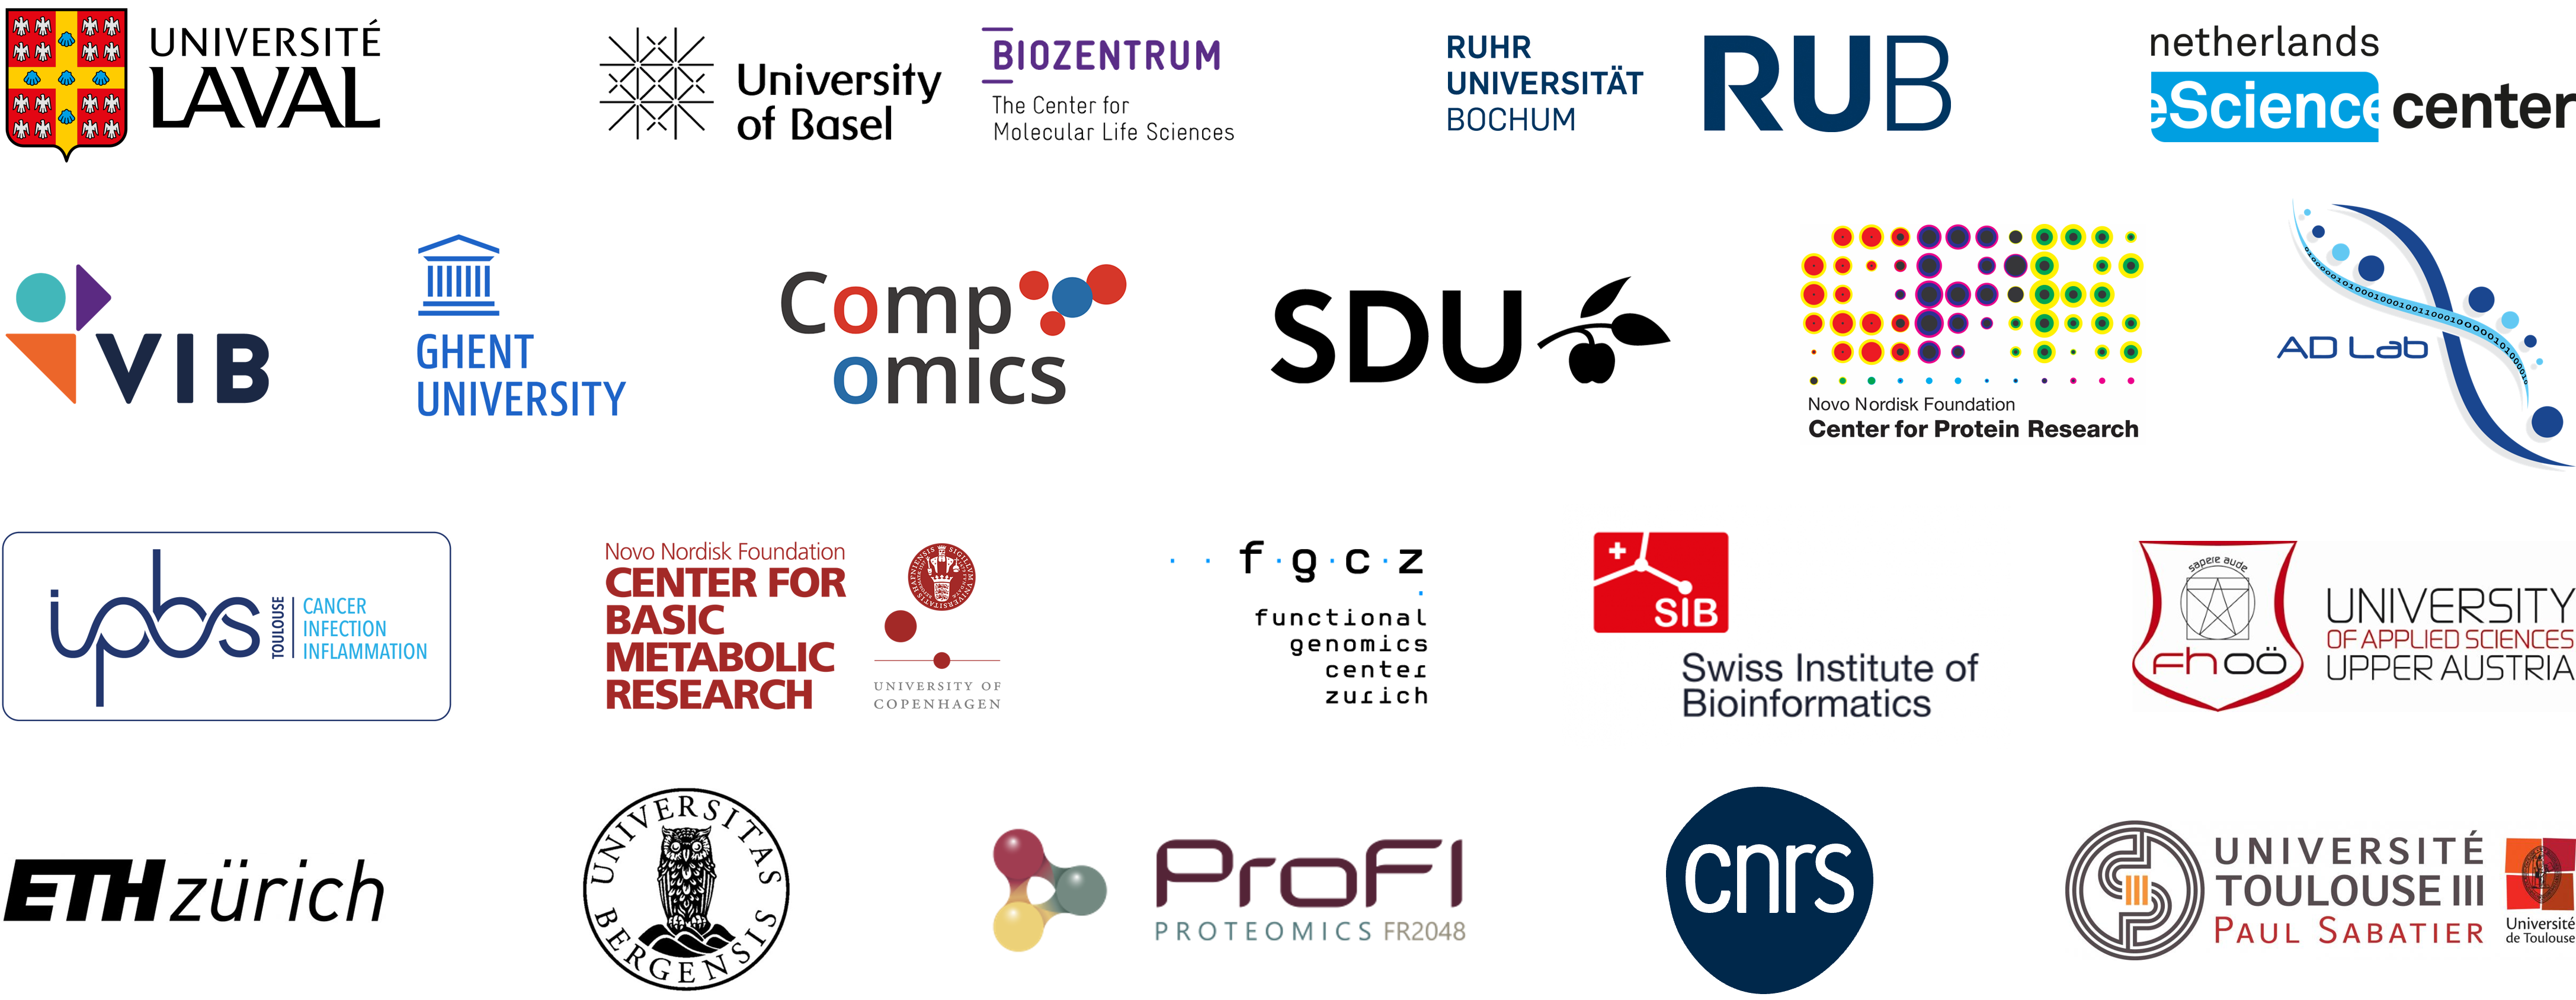 UNIVERSITÉ
LAVAL
University
of Basel
BIOZENTRUM
The Center for
Molecular Life Sciences
RUHR
UNIVERSITÄT
BOCHUM
RUB
netherlands
eScience center
VIB
GHENT
UNIVERSITY
Comp
omics
SDU
CPR
Novo Nordisk Foundation
Center for Protein Research
AD Lab
ipbs
TOULOUSE
CANCER
INFECTION
INFLAMMATION
Novo Nordisk Foundation
CENTER FOR
BASIC
METABOLIC
RESEARCH
UNIVERSITY OF
COPENHAGEN
f·g·c·z
functional
genomics
center
zurich
SIB
Swiss Institute of
Bioinformatics
sapere aude
fhoö
UNIVERSITY
OF APPLIED SCIENCES
UPPER AUSTRIA
ETH zürich
UNIVERSITAS
BERGENSIS
ProFI
PROTEOMICS FR2048
cnrs
UNIVERSITÉ
TOULOUSE III
PAUL SABATIER
Université
de Toulouse